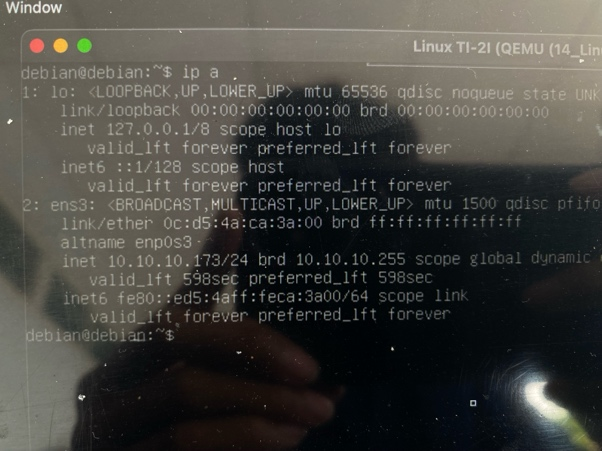 Window
Linux TI-2I (QEMU (14_Lin
debian@debian:~$ ip a
1: lo: <LOOPBACK,UP,LOWER_UP> mtu 65536 qdisc noqueue state UNK
link/loopback 00:00:00:00:00:00 brd 00:00:00:00:00:00
inet 127.0.0.1/8 scope host lo
valid_lft forever preferred_lft forever
inet6 ::1/128 scope host
valid_lft forever preferred_lft forever
2: ens3: <BROADCAST,MULTICAST,UP,LOWER_UP> mtu 1500 qdisc pfifo
link/ether 0c:d5:4a:ca:3a:00 brd ff:ff:ff:ff:ff:ff
altname enp0s3
inet 10.10.10.173/24 brd 10.10.10.255 scope global dynamic
valid_lft 598sec preferred_lft 598sec
inet6 fe80::ed5:4aff:feca:3a00/64 scope link
valid_lft forever preferred_lft forever
debian@debian:~$